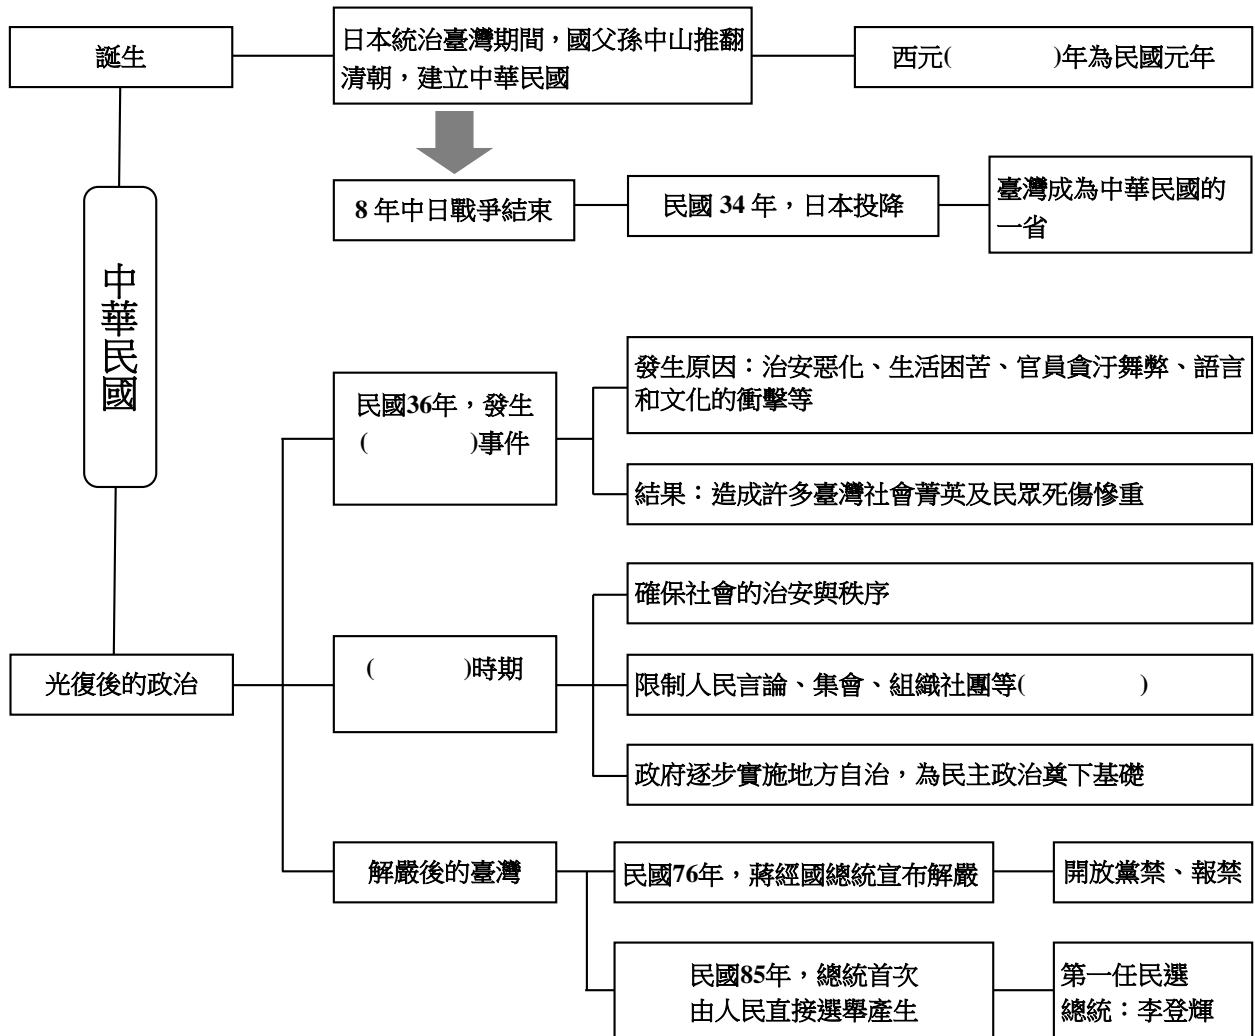 誕生
日本統治臺灣期間，國父孫中山推翻
清朝，建立中華民國
西元(　　　　)年為民國元年
8 年中日戰爭結束
民國 34 年，日本投降
臺灣成為中華民國的
一省
中華民國
民國36年，發生
(　　　　)事件
發生原因：治安惡化、生活困苦、官員貪汙舞弊、語言
和文化的衝擊等
結果：造成許多臺灣社會菁英及民眾死傷慘重
光復後的政治
(　　　　)時期
確保社會的治安與秩序
限制人民言論、集會、組織社團等(　　　　　)
政府逐步實施地方自治，為民主政治奠下基礎
解嚴後的臺灣
民國76年，蔣經國總統宣布解嚴
開放黨禁、報禁
民國85年，總統首次
由人民直接選舉產生
第一任民選
總統：李登輝